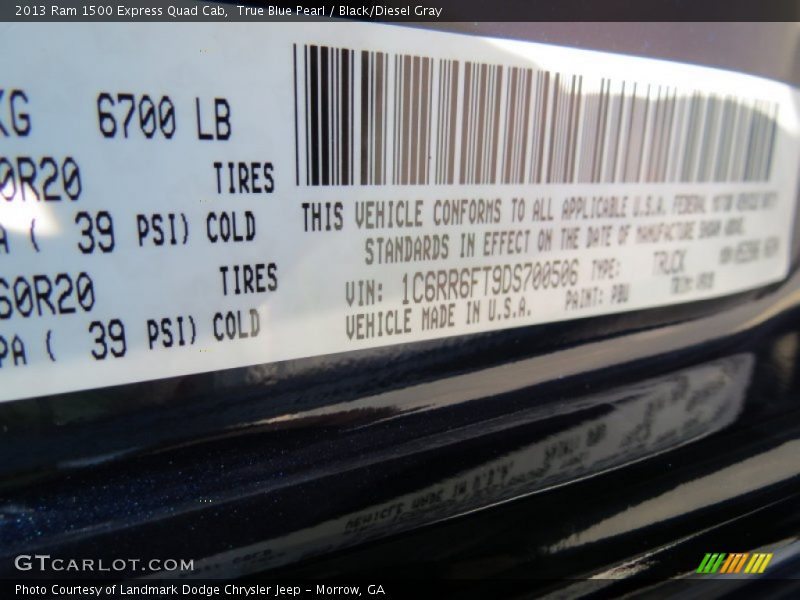 2013 Ram 1500 Express Quad Cab, True Blue Pearl / Black/Diesel Gray
KG 6700 LB
0R20 TIRES
A ( 39 PSI) COLD
60R20 TIRES
PA ( 39 PSI) COLD
THIS VEHICLE CONFORMS TO ALL APPLICABLE U.S.A. FEDERAL MOTOR VEHICLE
STANDARDS IN EFFECT ON THE DATE OF MANUFACTURE SHOWN ABOVE.
VIN: 1C6RR6FT9DS700506 TYPE: TRUCK
VEHICLE MADE IN U.S.A. PAINT: PBU TRIM:
GTCARLOT.COM
Photo Courtesy of Landmark Dodge Chrysler Jeep – Morrow, GA